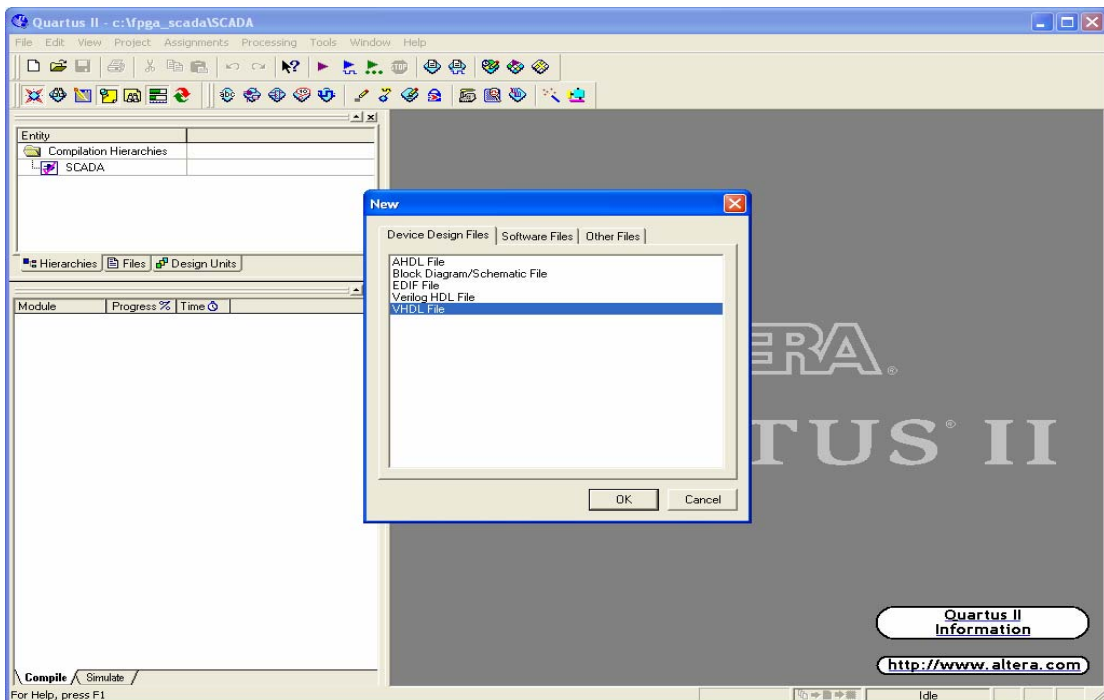 Quartus II - c:\fpga_scada\SCADA
File Edit View Project Assignments Processing Tools Window Help
STOP
abc
Entity
Compilation Hierarchies
SCADA
Hierarchies Files Design Units
Module Progress % Time
New
Device Design Files Software Files Other Files
AHDL File
Block Diagram/Schematic File
EDIF File
Verilog HDL File
VHDL File
OK Cancel
ERA®
TUS® II
Quartus II
Information
http://www.altera.com
Compile Simulate
For Help, press F1
Idle